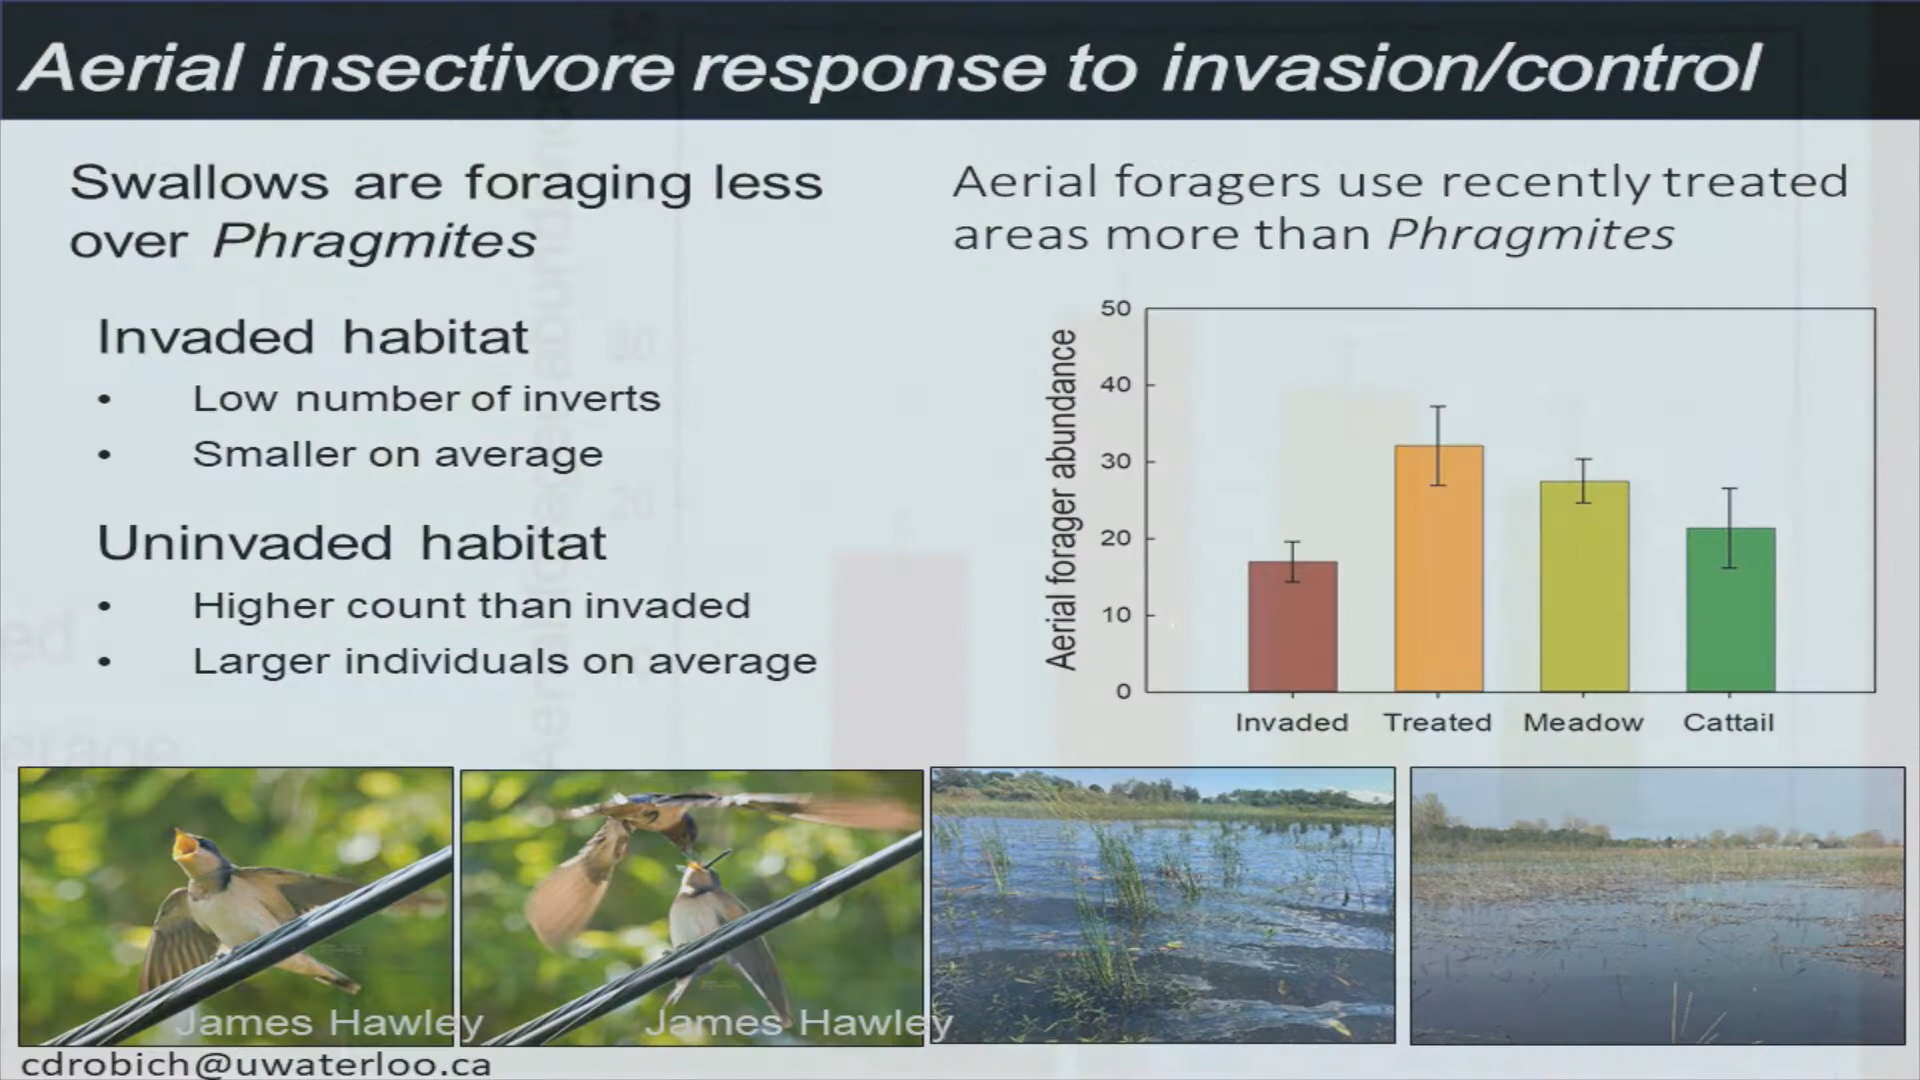 Aerial insectivore response to invasion/control
Swallows are foraging less
over Phragmites
Invaded habitat
• Low number of inverts
• Smaller on average
Uninvaded habitat
• Higher count than invaded
• Larger individuals on average
Aerial foragers use recently treated
areas more than Phragmites
Aerial forager abundance
50
40
30
20
10
0
Invaded Treated Meadow Cattail
James Hawley
James Hawley
cdrobich@uwaterloo.ca